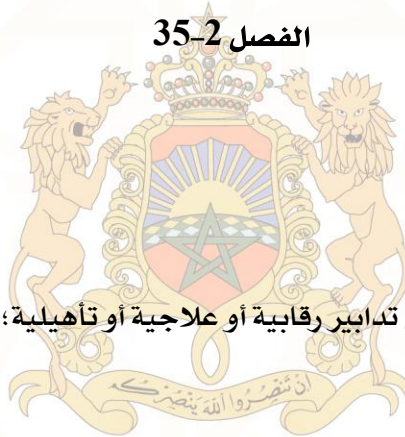 الفصل 2-35
تدابير رقابية أو علاجية أو تأهيلية؛
ان تنصروا الله ينصركم